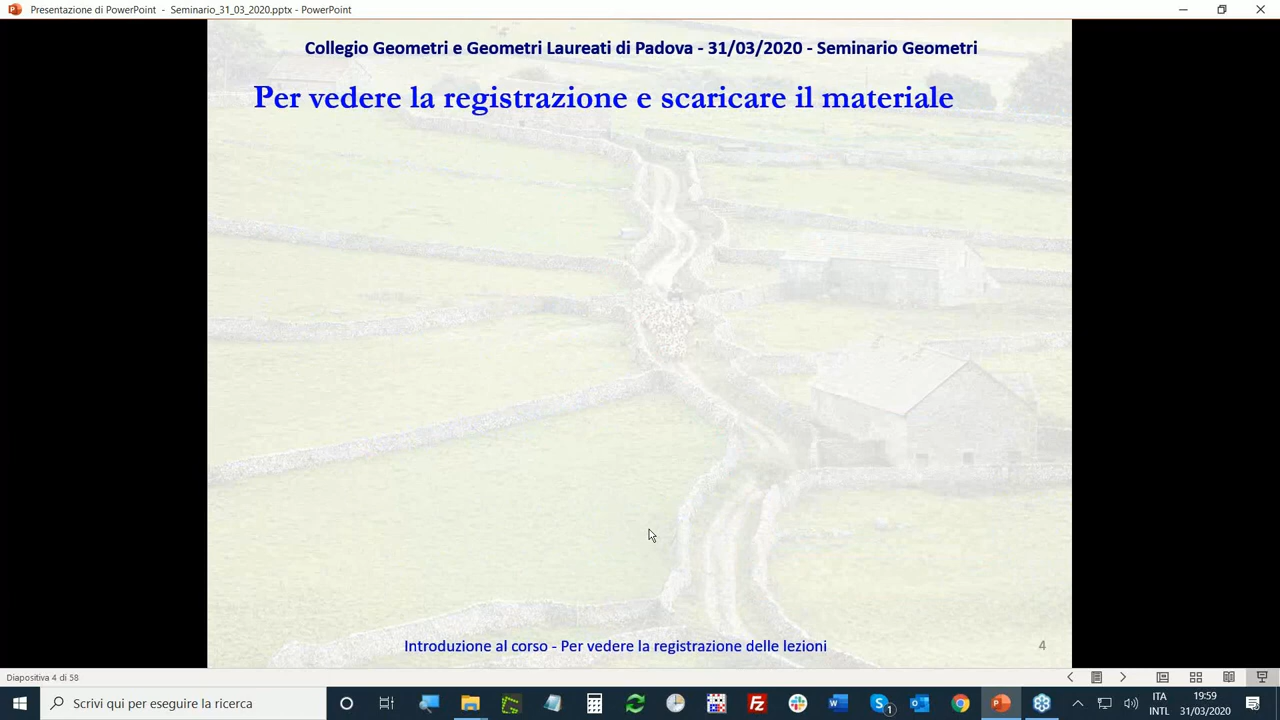 Presentazione di PowerPoint - Seminario_31_03_2020.pptx - PowerPoint
Collegio Geometri e Geometri Laureati di Padova - 31/03/2020 - Seminario Geometri
Per vedere la registrazione e scaricare il materiale
Introduzione al corso - Per vedere la registrazione delle lezioni
4
Diapositiva 4 di 58
Scrivi qui per eseguire la ricerca
1
ITA
INTL
19:59
31/03/2020